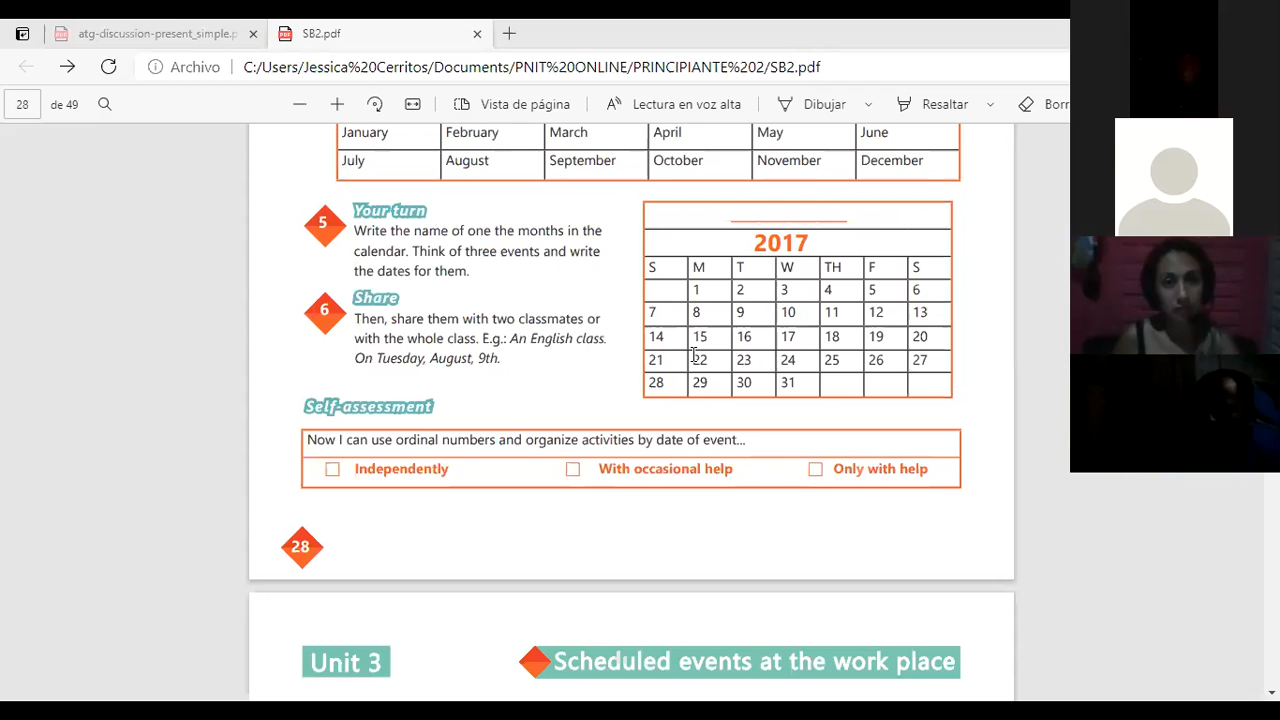 atg-discussion-present_simple.p
SB2.pdf
Archivo
C:/Users/Jessica%20Cerritos/Documents/PNIT%20ONLINE/PRINCIPIANTE%202/SB2.pdf
28 de 49
Vista de página
Lectura en voz alta
Dibujar
Resaltar
Borr
January February March April May June
July August September October November December
5 Your turn
Write the name of one the months in the
calendar. Think of three events and write
the dates for them.
6 Share
Then, share them with two classmates or
with the whole class. E.g.: An English class.
On Tuesday, August, 9th.
2017
S M T W TH F S
1 2 3 4 5 6
7 8 9 10 11 12 13
14 15 16 17 18 19 20
21 22 23 24 25 26 27
28 29 30 31
Self-assessment
Now I can use ordinal numbers and organize activities by date of event...
Independently With occasional help Only with help
28
Unit 3 Scheduled events at the work place